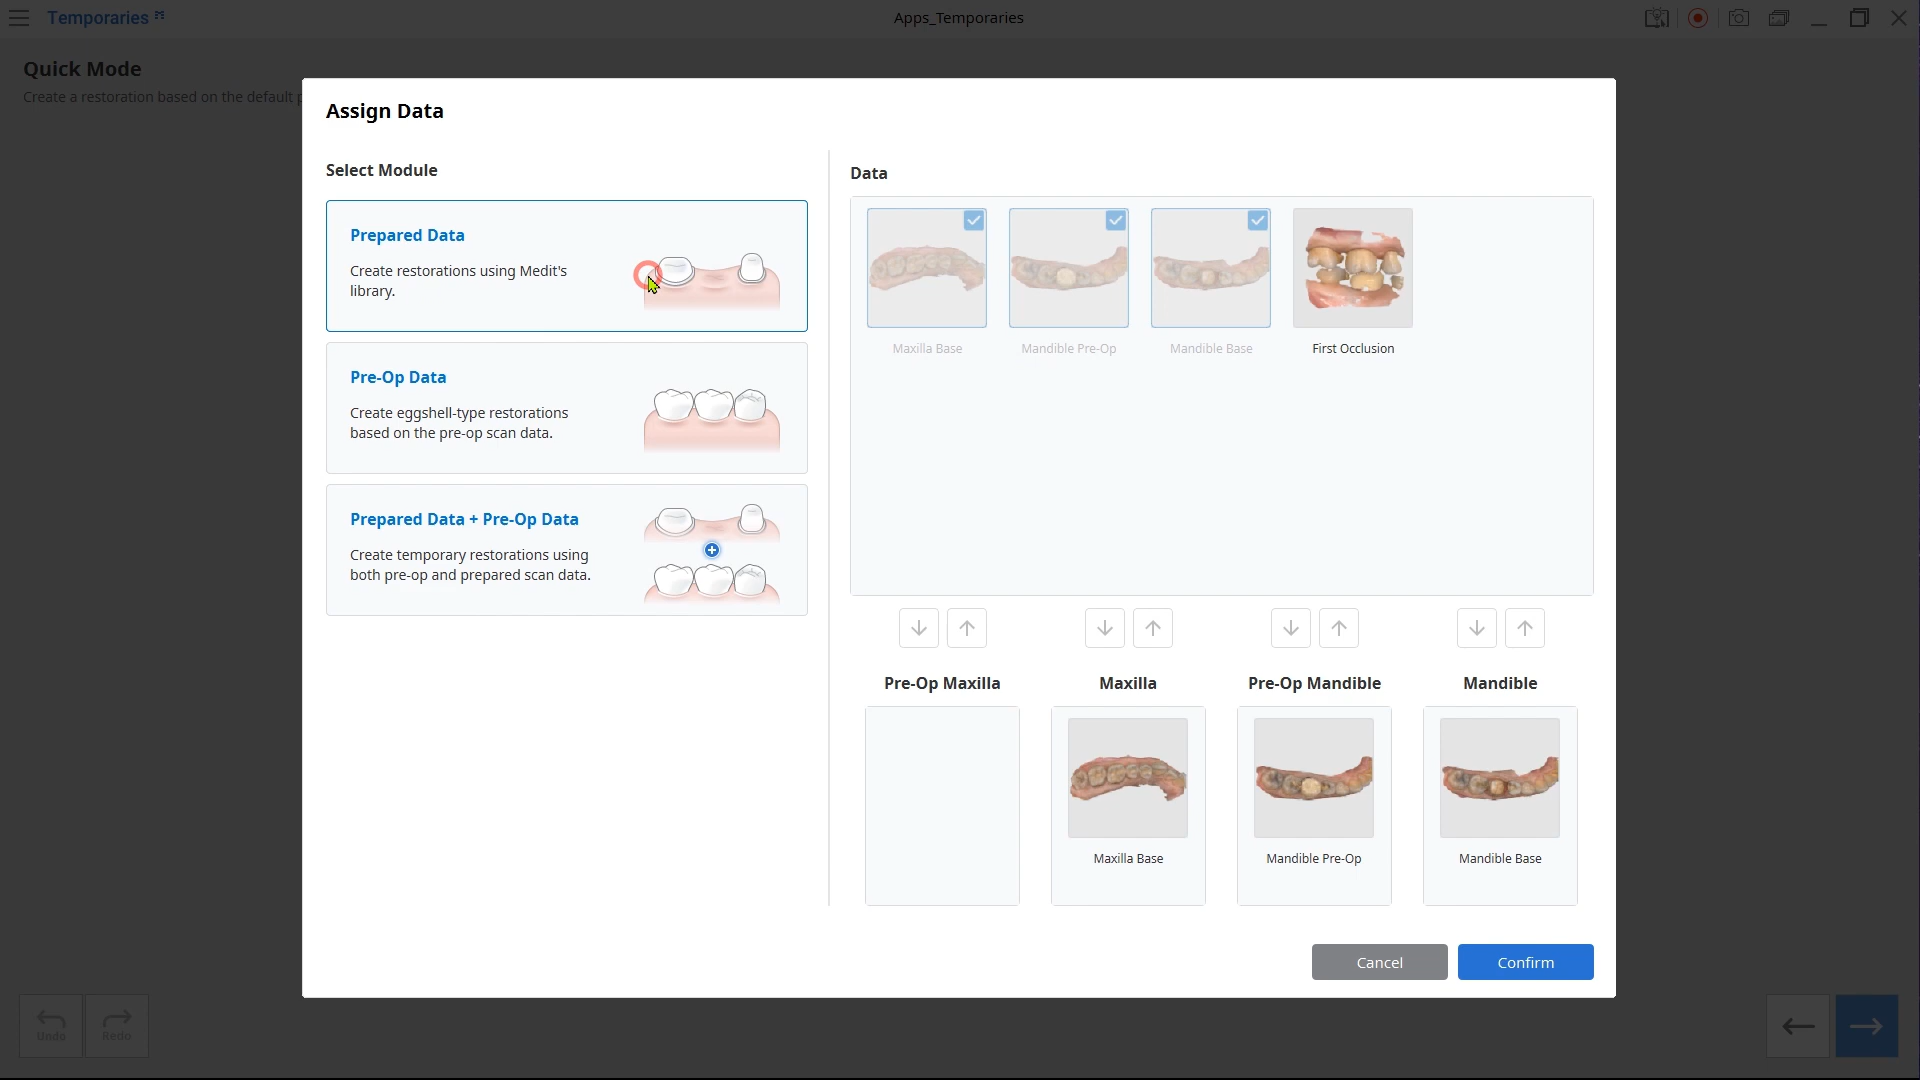 Temporaries
Apps_Temporaries
Quick Mode
Create a restoration based on the default p
Assign Data
Select Module
Prepared Data
Create restorations using Medit's
library.
Pre-Op Data
Create eggshell-type restorations
based on the pre-op scan data.
Prepared Data + Pre-Op Data
Create temporary restorations using
both pre-op and prepared scan data.
Data
Maxilla Base
Mandible Pre-Op
Mandible Base
First Occlusion
Pre-Op Maxilla
Maxilla
Pre-Op Mandible
Mandible
Maxilla Base
Mandible Pre-Op
Mandible Base
Cancel
Confirm
Undo
Redo